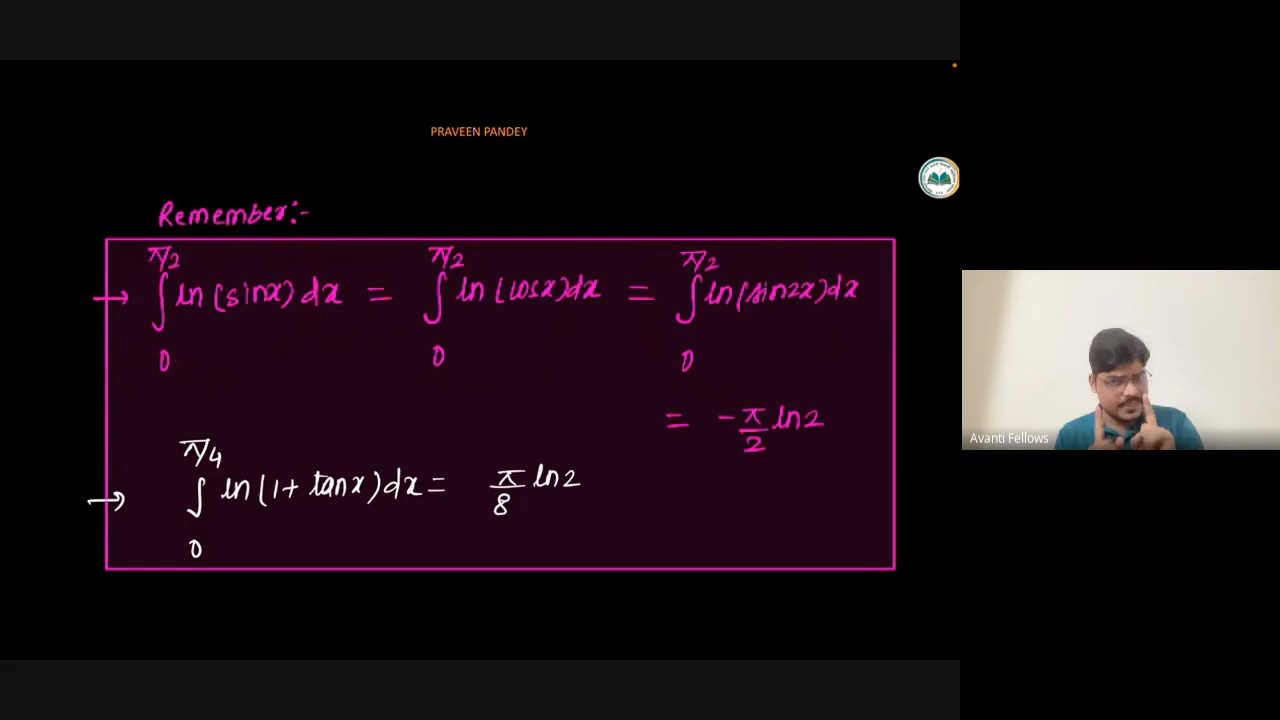 PRAVEEN PANDEY
Remember:-
→ ∫₀^{π/2} ln(sinx) dx = ∫₀^{π/2} ln(cosx)dx = ∫₀^{π/2} ln(sin2x)dx
= -π/2 ln2
→ ∫₀^{π/4} ln(1+ tanx)dx = π/8 ln2
Avanti Fellows